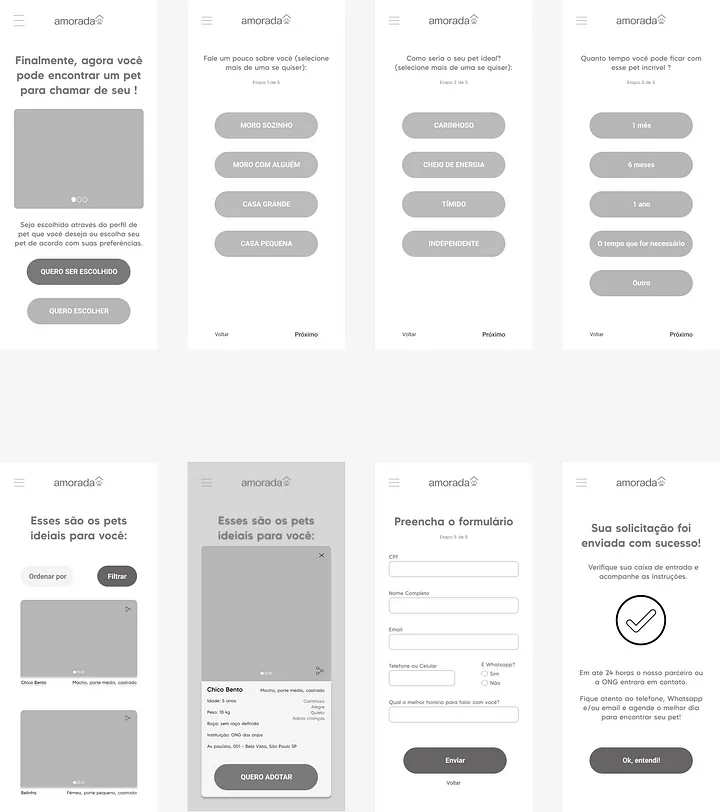 amorada
Finalmente, agora você
pode encontrar um pet
para chamar de seu !
Seja escolhido através do perfil de
pet que você deseja ou escolha seu
pet de acordo com suas preferências.
QUERO SER ESCOLHIDO
QUERO ESCOLHER
amorada
Fale um pouco sobre você (selecione
mais de uma se quiser):
Etapa 1 de 5
MORO SOZINHO
MORO COM ALGUÉM
CASA GRANDE
CASA PEQUENA
Voltar
Próximo
amorada
Como seria o seu pet ideal?
(selecione mais de uma se quiser):
Etapa 2 de 5
CARINHOSO
CHEIO DE ENERGIA
TÍMIDO
INDEPENDENTE
Voltar
Próximo
amorada
Quanto tempo você pode ficar com
esse pet incrível ?
Etapa 3 de 5
1 mês
6 meses
1 ano
O tempo que for necessário
Outro
Voltar
Próximo
amorada
Esses são os pets
ideiais para você:
Ordenar por
Filtrar
Chico Bento
Macho, porte médio, castrado
Belinha
Fêmea, porte pequeno, castrado
amorada
Esses são os pets
ideiais para você:
Chico Bento
Macho, porte médio, castrado
Idade: 5 anos
Peso: 10 kg
Raça: sem raça definida
Carinhoso
Alegre
Quieto
Adora crianças
Instituição: ONG dos anjos
Av paulista, 001 - Bela Vista, São Paulo SP
QUERO ADOTAR
amorada
Preencha o formulário
Etapa 5 de 5
CPF
Nome Completo
Email
Telefone ou Celular
É Whatsapp?
Sim
Não
Qual o melhor horário para falar com você?
Enviar
Voltar
amorada
Sua solicitação foi
enviada com sucesso!
Verifique sua caixa de entrada e
acompanhe as instruções.
Em até 24 horas o nosso parceiro ou
a ONG entrará em contato.
Fique atento ao telefone, Whatsapp
e/ou email e agende o melhor dia
para encontrar seu pet!
Ok, entendi!